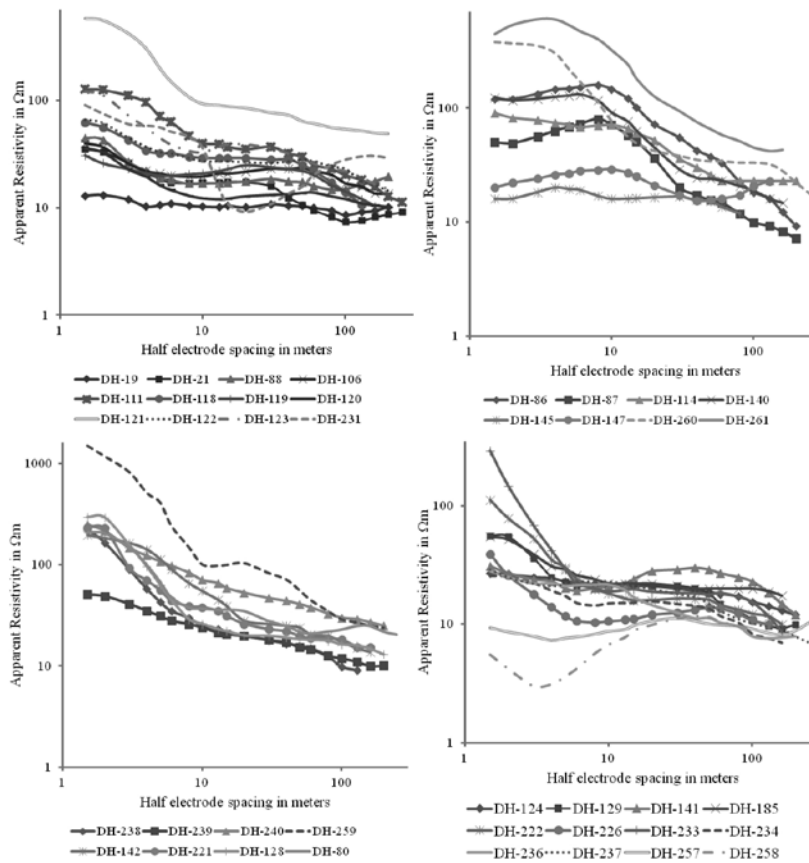 Apparent Resistivity in Ωm
100
10
1
1 10 100
Half electrode spacing in meters
DH-19 DH-21 DH-88 DH-106
DH-111 DH-118 DH-119 DH-120
DH-121 DH-122 DH-123 DH-231
Apparent Resistivity in Ωm
100
10
1
1 10 100
Half electrode spacing in meters
DH-86 DH-87 DH-114 DH-140
DH-145 DH-147 DH-260 DH-261
Apparent Resistivity in Ωm
1000
100
10
1
1 10 100
Half electrode spacing in meters
DH-238 DH-239 DH-240 DH-259
DH-142 DH-221 DH-128 DH-80
Apparent Resistivity in Ωm
100
10
1
1 10 100
Half electrode spacing in meters
DH-124 DH-129 DH-141 DH-185
DH-222 DH-226 DH-233 DH-234
DH-236 DH-237 DH-257 DH-258